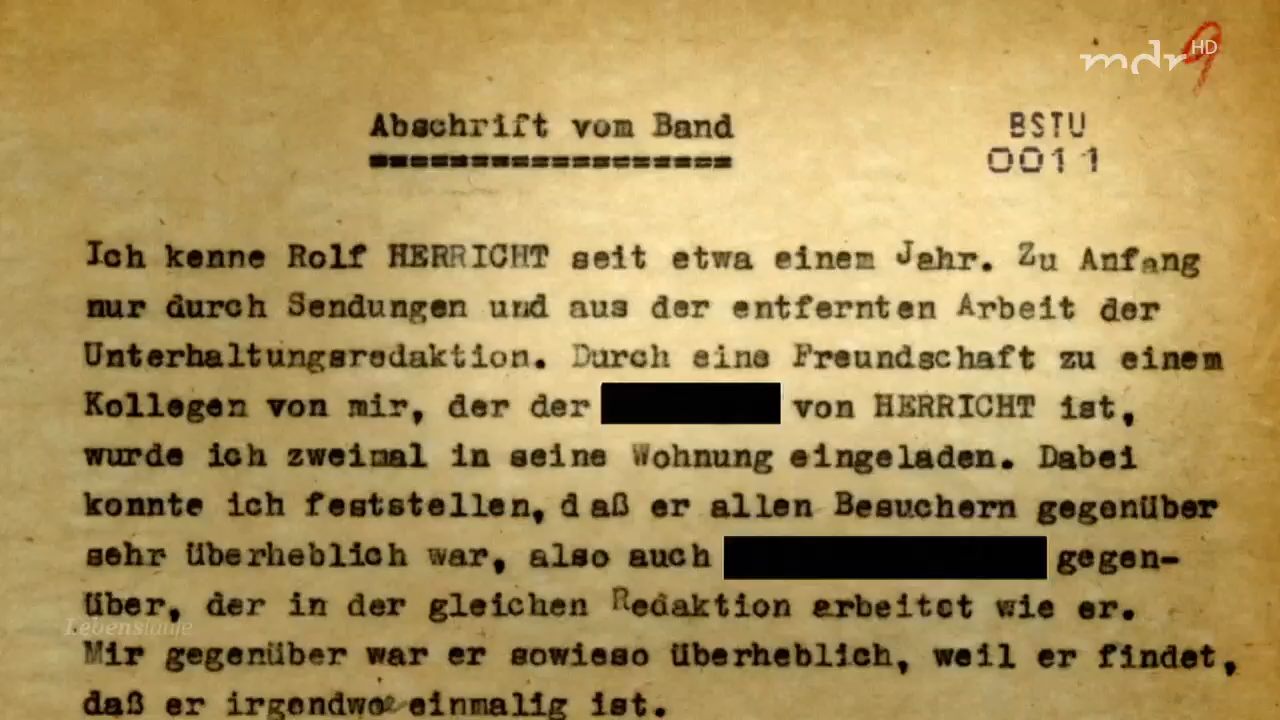 mdr HD
9
Abschrift vom Band
BSTU
0011
Ich kenne Rolf HERRICHT seit etwa einem Jahr. Zu Anfang
nur durch Sendungen und aus der entfernten Arbeit der
Unterhaltungsredaktion. Durch eine Freundschaft zu einem
Kollegen von mir, der der von HERRICHT ist,
wurde ich zweimal in seine Wohnung eingeladen. Dabei
konnte ich feststellen, daß er allen Besuchern gegenüber
sehr überheblich war, also auch gegen-
über, der in der gleichen Redaktion arbeitet wie er.
Lebensläufe
Mir gegenüber war er sowieso überheblich, weil er findet,
daß er irgendwo einmalig ist.